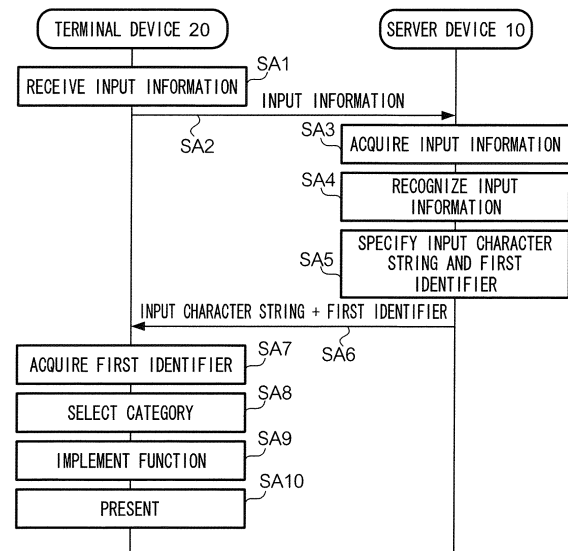 TERMINAL DEVICE 20
SERVER DEVICE 10
SA1
RECEIVE INPUT INFORMATION
INPUT INFORMATION
SA2
SA3
ACQUIRE INPUT INFORMATION
SA4
RECOGNIZE INPUT
INFORMATION
SA5
SPECIFY INPUT CHARACTER
STRING AND FIRST
IDENTIFIER
INPUT CHARACTER STRING + FIRST IDENTIFIER
SA6
SA7
ACQUIRE FIRST IDENTIFIER
SA8
SELECT CATEGORY
SA9
IMPLEMENT FUNCTION
SA10
PRESENT